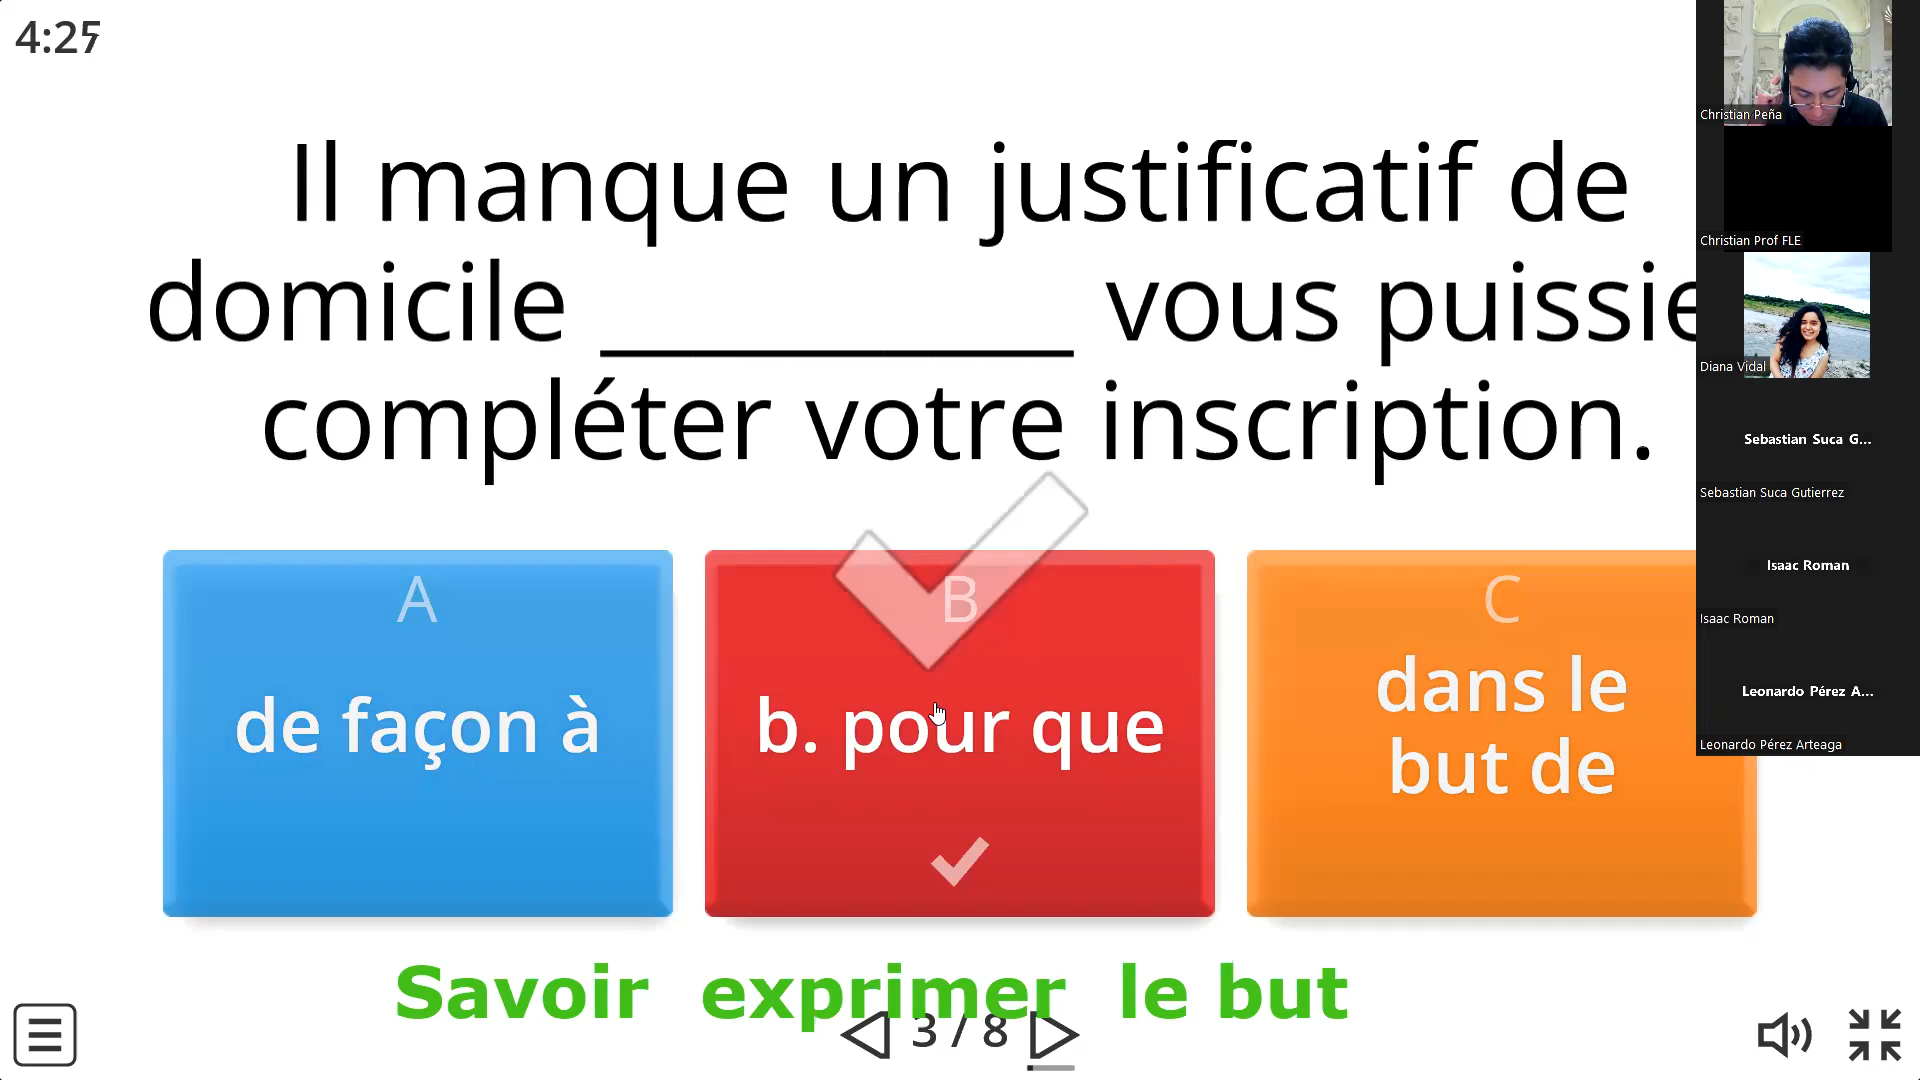 4:25
Il manque un justificatif de
domicile ____________ vous puissie
compléter votre inscription.
A
de façon à
B
b. pour que
C
dans le
but de
Savoir exprimer le but
3 / 8
Christian Peña
Christian Prof FLE
Diana Vidal
Sebastian Suca G...
Sebastian Suca Gutierrez
Isaac Roman
Isaac Roman
Leonardo Pérez A...
Leonardo Pérez Arteaga